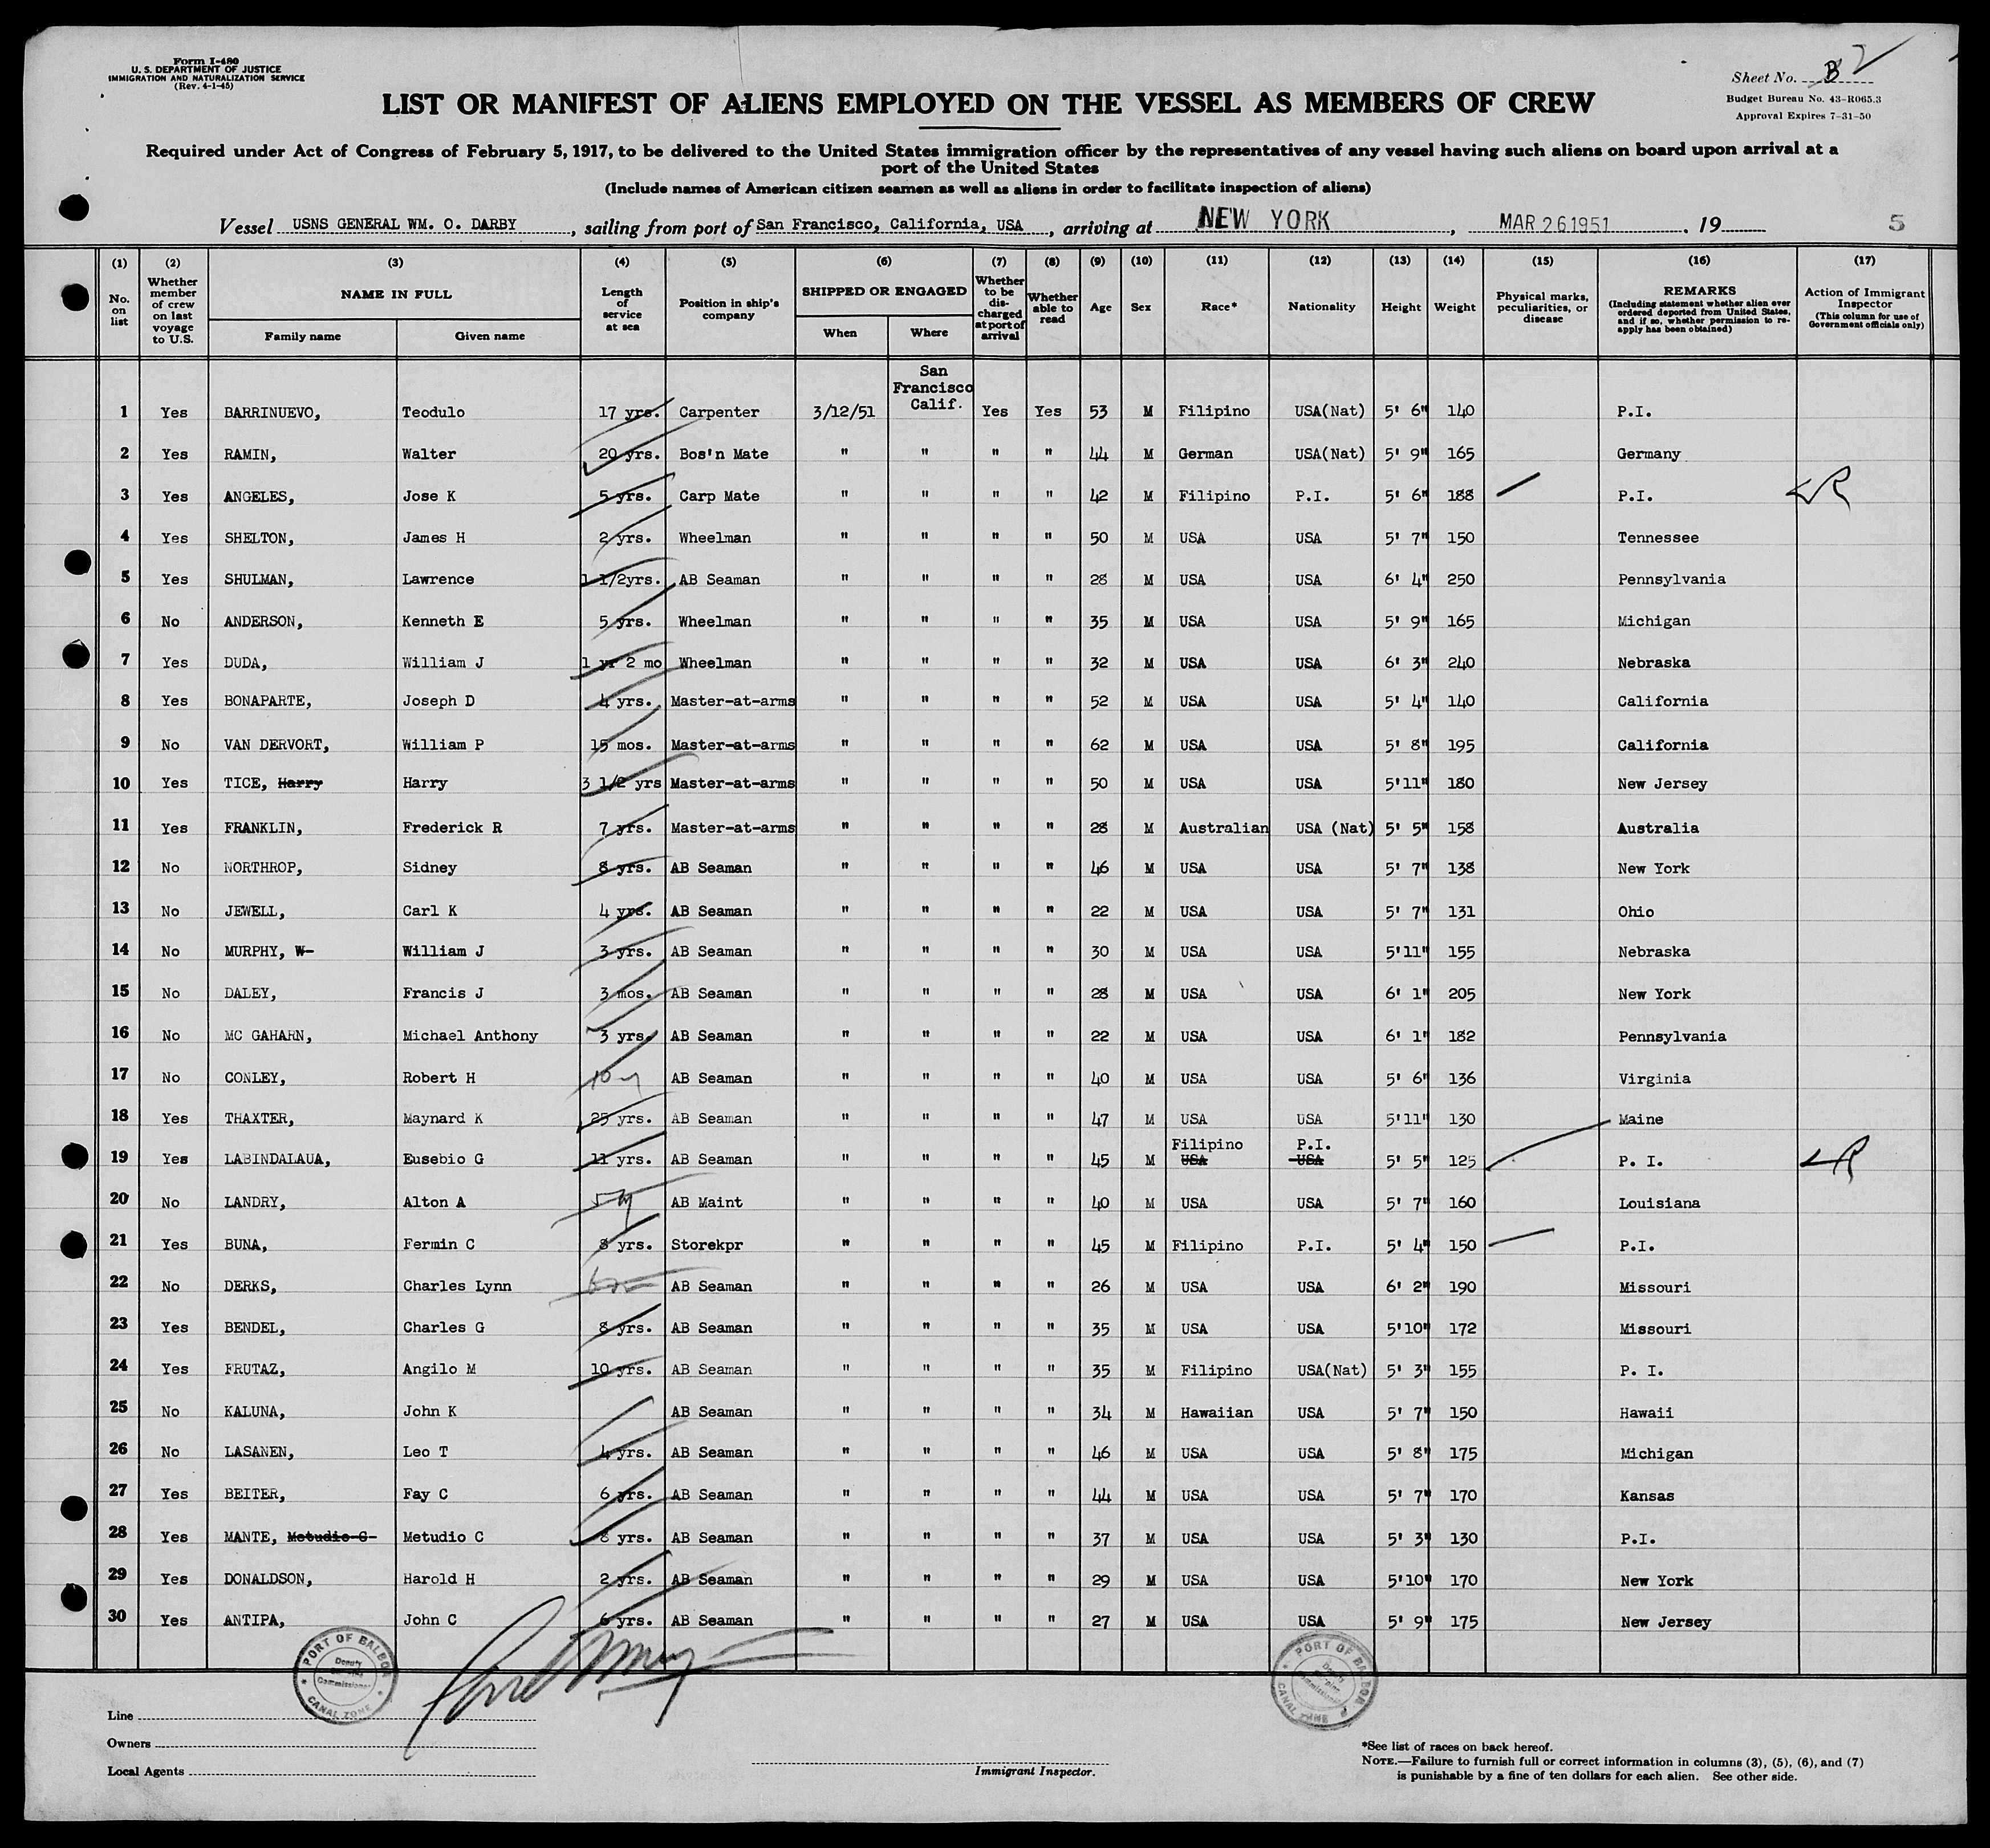 Form I-480
U. S. DEPARTMENT OF JUSTICE
IMMIGRATION AND NATURALIZATION SERVICE
(Rev. 4-1-45)
Sheet No. B 2
Budget Bureau No. 43-R065.3
Approval Expires 7-31-50
LIST OR MANIFEST OF ALIENS EMPLOYED ON THE VESSEL AS MEMBERS OF CREW
Required under Act of Congress of February 5, 1917, to be delivered to the United States immigration officer by the representatives of any vessel having such aliens on board upon arrival at a
port of the United States
(Include names of American citizen seamen as well as aliens in order to facilitate inspection of aliens)
Vessel USNS GENERAL WM. O. DARBY, sailing from port of San Francisco, California, USA, arriving at NEW YORK, MAR 26 1951, 19 5
(1) No. on list
(2) Whether member of crew on last voyage to U.S.
(3) NAME IN FULL Family name Given name
(4) Length of service at sea
(5) Position in ship's company
(6) SHIPPED OR ENGAGED When Where
(7) Whether to be discharged at port of arrival
(8) Whether able to read
(9) Age
(10) Sex
(11) Race*
(12) Nationality
(13) Height
(14) Weight
(15) Physical marks, peculiarities, or disease
(16) REMARKS (Including statement whether alien ever ordered deported from United States, and if so, whether permission to reapply has been obtained)
(17) Action of Immigrant Inspector (This column for use of Government officials only)
1 Yes BARRINUEVO, Teodulo 17 yrs. Carpenter 3/12/51 San Francisco Calif. Yes Yes 53 M Filipino USA(Nat) 5' 6" 140 P.I.
2 Yes RAMIN, Walter 20 yrs. Bos'n Mate " " " " 44 M German USA(Nat) 5' 9" 165 Germany
3 Yes ANGELES, Jose K 5 yrs. Carp Mate " " " " 42 M Filipino P.I. 5' 6" 188 P.I.
4 Yes SHELTON, James H 2 yrs. Wheelman " " " " 50 M USA USA 5' 7" 150 Tennessee
5 Yes SHULMAN, Lawrence 1 1/2yrs. AB Seaman " " " " 28 M USA USA 6' 4" 250 Pennsylvania
6 No ANDERSON, Kenneth E 5 yrs. Wheelman " " " " 35 M USA USA 5' 9" 165 Michigan
7 Yes DUDA, William J 1 yr 2 mo Wheelman " " " " 32 M USA USA 6' 3" 240 Nebraska
8 Yes BONAPARTE, Joseph D 4 yrs. Master-at-arms " " " " 52 M USA USA 5' 4" 140 California
9 No VAN DERVORT, William P 15 mos. Master-at-arms " " " " 62 M USA USA 5' 8" 195 California
10 Yes TICE, Harry Harry 3 1/2 yrs Master-at-arms " " " " 50 M USA USA 5'11" 180 New Jersey
11 Yes FRANKLIN, Frederick R 7 yrs. Master-at-arms " " " " 28 M Australian USA (Nat) 5' 5" 158 Australia
12 No NORTHROP, Sidney 8 yrs. AB Seaman " " " " 46 M USA USA 5' 7" 138 New York
13 No JEWELL, Carl K 4 yrs. AB Seaman " " " " 22 M USA USA 5' 7" 131 Ohio
14 No MURPHY, W- William J 3 yrs. AB Seaman " " " " 30 M USA USA 5'11" 155 Nebraska
15 No DALEY, Francis J 3 mos. AB Seaman " " " " 28 M USA USA 6' 1" 205 New York
16 No MC GAHARN, Michael Anthony 3 yrs. AB Seaman " " " " 22 M USA USA 6' 1" 182 Pennsylvania
17 No CONLEY, Robert H 10 y AB Seaman " " " " 40 M USA USA 5' 6" 136 Virginia
18 Yes THAXTER, Maynard K 25 yrs. AB Seaman " " " " 47 M USA USA 5'11" 130 Maine
19 Yes LABINDALAUA, Eusebio G 11 yrs. AB Seaman " " " " 45 M Filipino USA P.I. USA 5' 5" 125 P. I.
20 No LANDRY, Alton A 5 y AB Maint " " " " 40 M USA USA 5' 7" 160 Louisiana
21 Yes BUNA, Fermin C 8 yrs. Storekpr " " " " 45 M Filipino P.I. 5' 4" 150 P.I.
22 No DERKS, Charles Lynn AB Seaman " " " " 26 M USA USA 6' 2" 190 Missouri
23 Yes BENDEL, Charles G 8 yrs. AB Seaman " " " " 35 M USA USA 5'10" 172 Missouri
24 Yes FRUTAZ, Angilo M 10 yrs. AB Seaman " " " " 35 M Filipino USA(Nat) 5' 3" 155 P. I.
25 No KALUNA, John K AB Seaman " " " " 34 M Hawaiian USA 5' 7" 150 Hawaii
26 No LASANEN, Leo T 4 yrs. AB Seaman " " " " 46 M USA USA 5' 8" 175 Michigan
27 Yes BEITER, Fay C 6 yrs. AB Seaman " " " " 44 M USA USA 5' 7" 170 Kansas
28 Yes MANTE, Metudio C Metudio C 8 yrs. AB Seaman " " " " 37 M USA USA 5' 3" 130 P.I.
29 Yes DONALDSON, Harold H 2 yrs. AB Seaman " " " " 29 M USA USA 5'10" 170 New York
30 Yes ANTIPA, John C 6 yrs. AB Seaman " " " " 27 M USA USA 5' 9" 175 New Jersey
PORT OF BALBOA Deputy Commissioner CANAL ZONE
PORT OF BALBOA Deputy Commissioner CANAL ZONE
Line
Owners
Local Agents
Immigrant Inspector.
*See list of races on back hereof.
NOTE.—Failure to furnish full or correct information in columns (3), (5), (6), and (7)
is punishable by a fine of ten dollars for each alien. See other side.